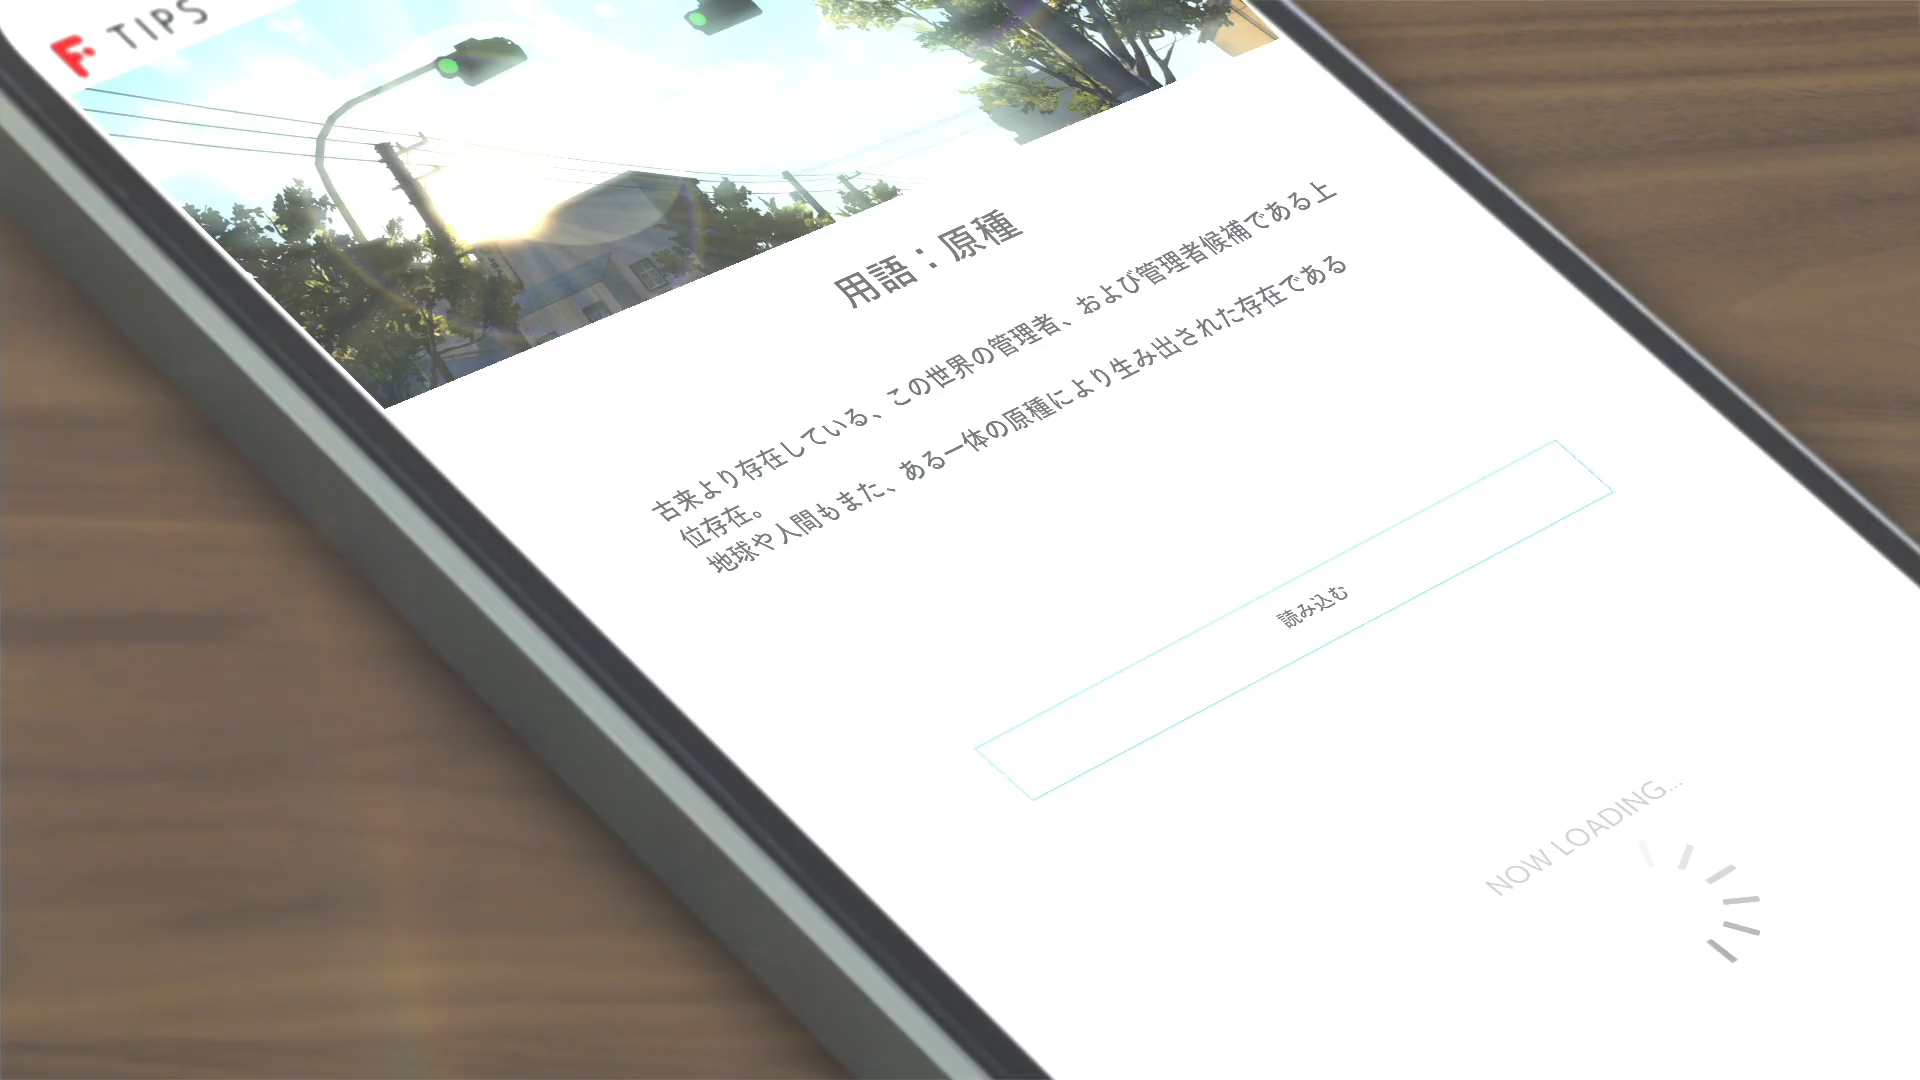 TIPS
用語：原種
古来より存在している、この世界の管理者、および管理者候補である上
位存在。
地球や人間もまた、ある一体の原種により生み出された存在である
読み込む
NOW LOADING...